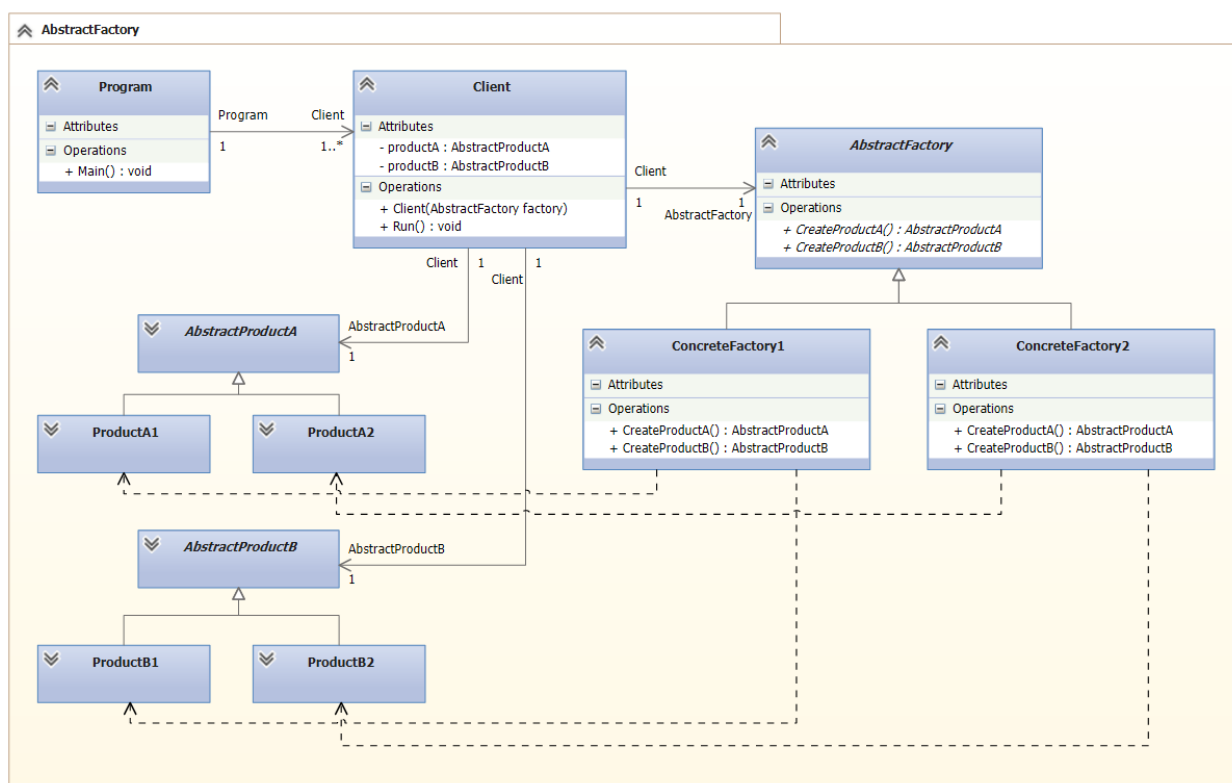 AbstractFactory
Program
Attributes
Operations
+ Main() : void
Program
Client
1
1..*
Client
Attributes
- productA : AbstractProductA
- productB : AbstractProductB
Operations
+ Client(AbstractFactory factory)
+ Run() : void
Client
1
1
AbstractFactory
AbstractFactory
Attributes
Operations
+ CreateProductA() : AbstractProductA
+ CreateProductB() : AbstractProductB
Client
1
1
Client
AbstractProductA
AbstractProductA
1
ProductA1
ProductA2
ConcreteFactory1
Attributes
Operations
+ CreateProductA() : AbstractProductA
+ CreateProductB() : AbstractProductB
ConcreteFactory2
Attributes
Operations
+ CreateProductA() : AbstractProductA
+ CreateProductB() : AbstractProductB
AbstractProductB
AbstractProductB
1
ProductB1
ProductB2